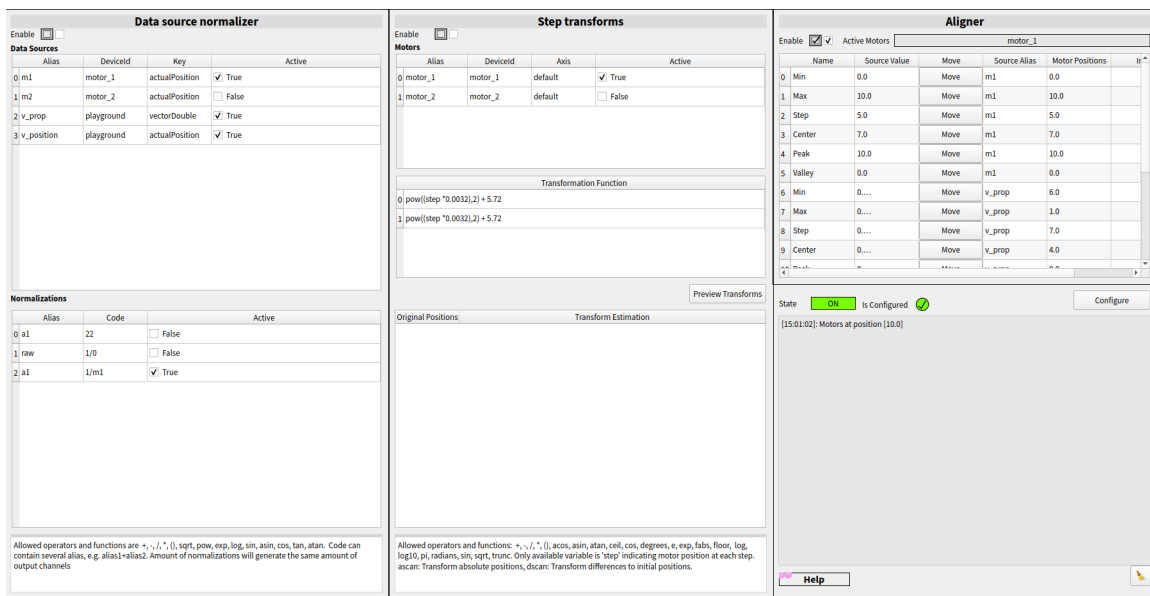 Data source normalizer
Enable
Data Sources
Alias DeviceId Key Active
0 m1 motor_1 actualPosition True
1 m2 motor_2 actualPosition False
2 v_prop playground vectorDouble True
3 v_position playground actualPosition True
Normalizations
Alias Code Active
0 a1 22 False
1 raw 1/0 False
2 a1 1/m1 True
Allowed operators and functions are +, -, /, *, (), sqrt, pow, exp, log, sin, asin, cos, tan, atan. Code can
contain several alias, e.g. alias1+alias2. Amount of normalizations will generate the same amount of
output channels
Step transforms
Enable
Motors
Alias DeviceId Axis Active
0 motor_1 motor_1 default True
1 motor_2 motor_2 default False
Transformation Function
0 pow((step *0.0032),2) + 5.72
1 pow((step *0.0032),2) + 5.72
Preview Transforms
Original Positions Transform Estimation
Allowed operators and functions: +, -, /, *, (), acos, asin, atan, ceil, cos, degrees, e, exp, fabs, floor, log,
log10, pi, radians, sin, sqrt, trunc. Only available variable is 'step' indicating motor position at each step.
ascan: Transform absolute positions, dscan: Transform differences to initial positions.
Aligner
Enable Active Motors motor_1
Name Source Value Move Source Alias Motor Positions
0 Min 0.0 Move m1 0.0
1 Max 10.0 Move m1 10.0
2 Step 5.0 Move m1 5.0
3 Center 7.0 Move m1 7.0
4 Peak 10.0 Move m1 10.0
5 Valley 0.0 Move m1 0.0
6 Min 0.... Move v_prop 6.0
7 Max 0.... Move v_prop 1.0
8 Step 0.... Move v_prop 7.0
9 Center 0.... Move v_prop 4.0
State ON Is Configured Configure
[15:01:02]: Motors at position [10.0]
Help